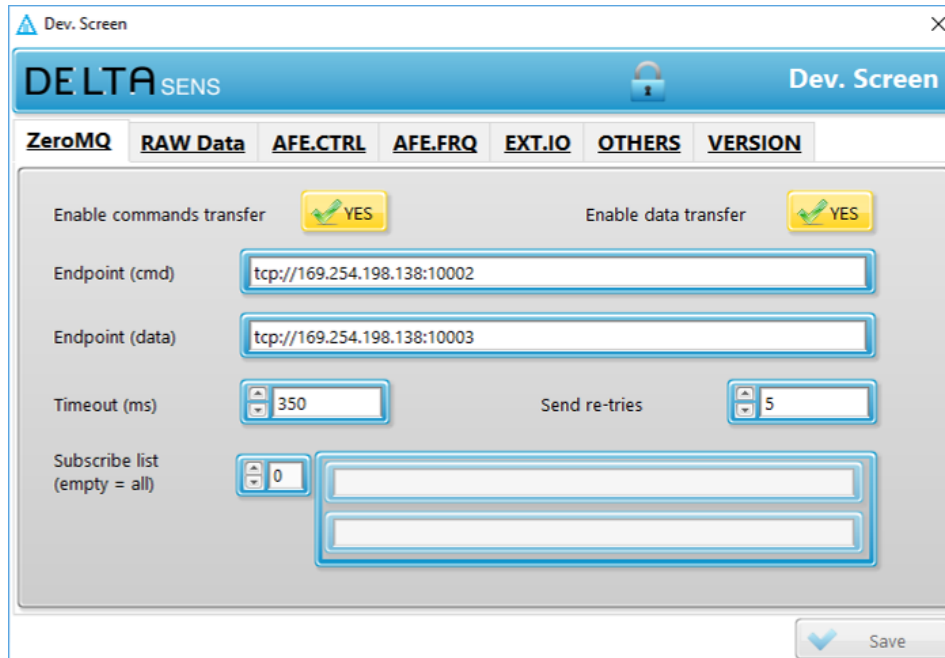 Dev. Screen
DELTA SENS Dev. Screen
ZeroMQ RAW Data AFE.CTRL AFE.FRQ EXT.IO OTHERS VERSION
Enable commands transfer YES Enable data transfer YES
Endpoint (cmd) tcp://169.254.198.138:10002
Endpoint (data) tcp://169.254.198.138:10003
Timeout (ms) 350 Send re-tries 5
Subscribe list
(empty = all) 0
Save